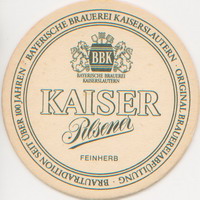 BAYERISCHE BRAUEREI KAISERSLAUTERN
ORIGINAL BRAUEREIABFÜLLUNG
BRAUTRADITION SEIT ÜBER 100 JAHREN
BBK
BAYERISCHE BRAUEREI
KAISERSLAUTERN
KAISER
Pilsener
FEINHERB